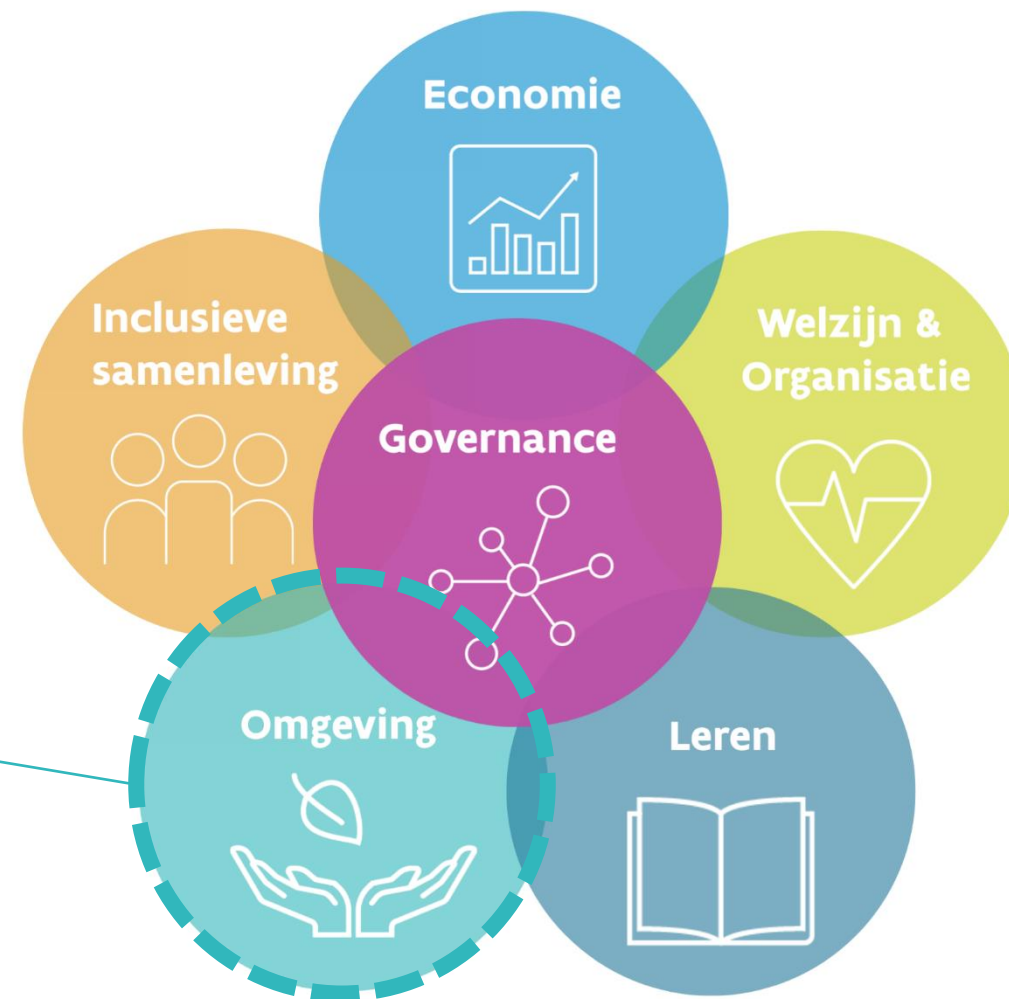 Economie
Inclusieve
samenleving
Welzijn &
Organisatie
Governance
Omgeving
Leren